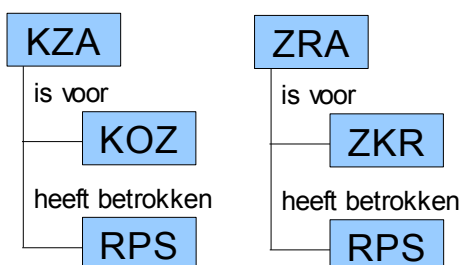 KZA
is voor
KOZ
heeft betrokken
RPS
ZRA
is voor
ZKR
heeft betrokken
RPS